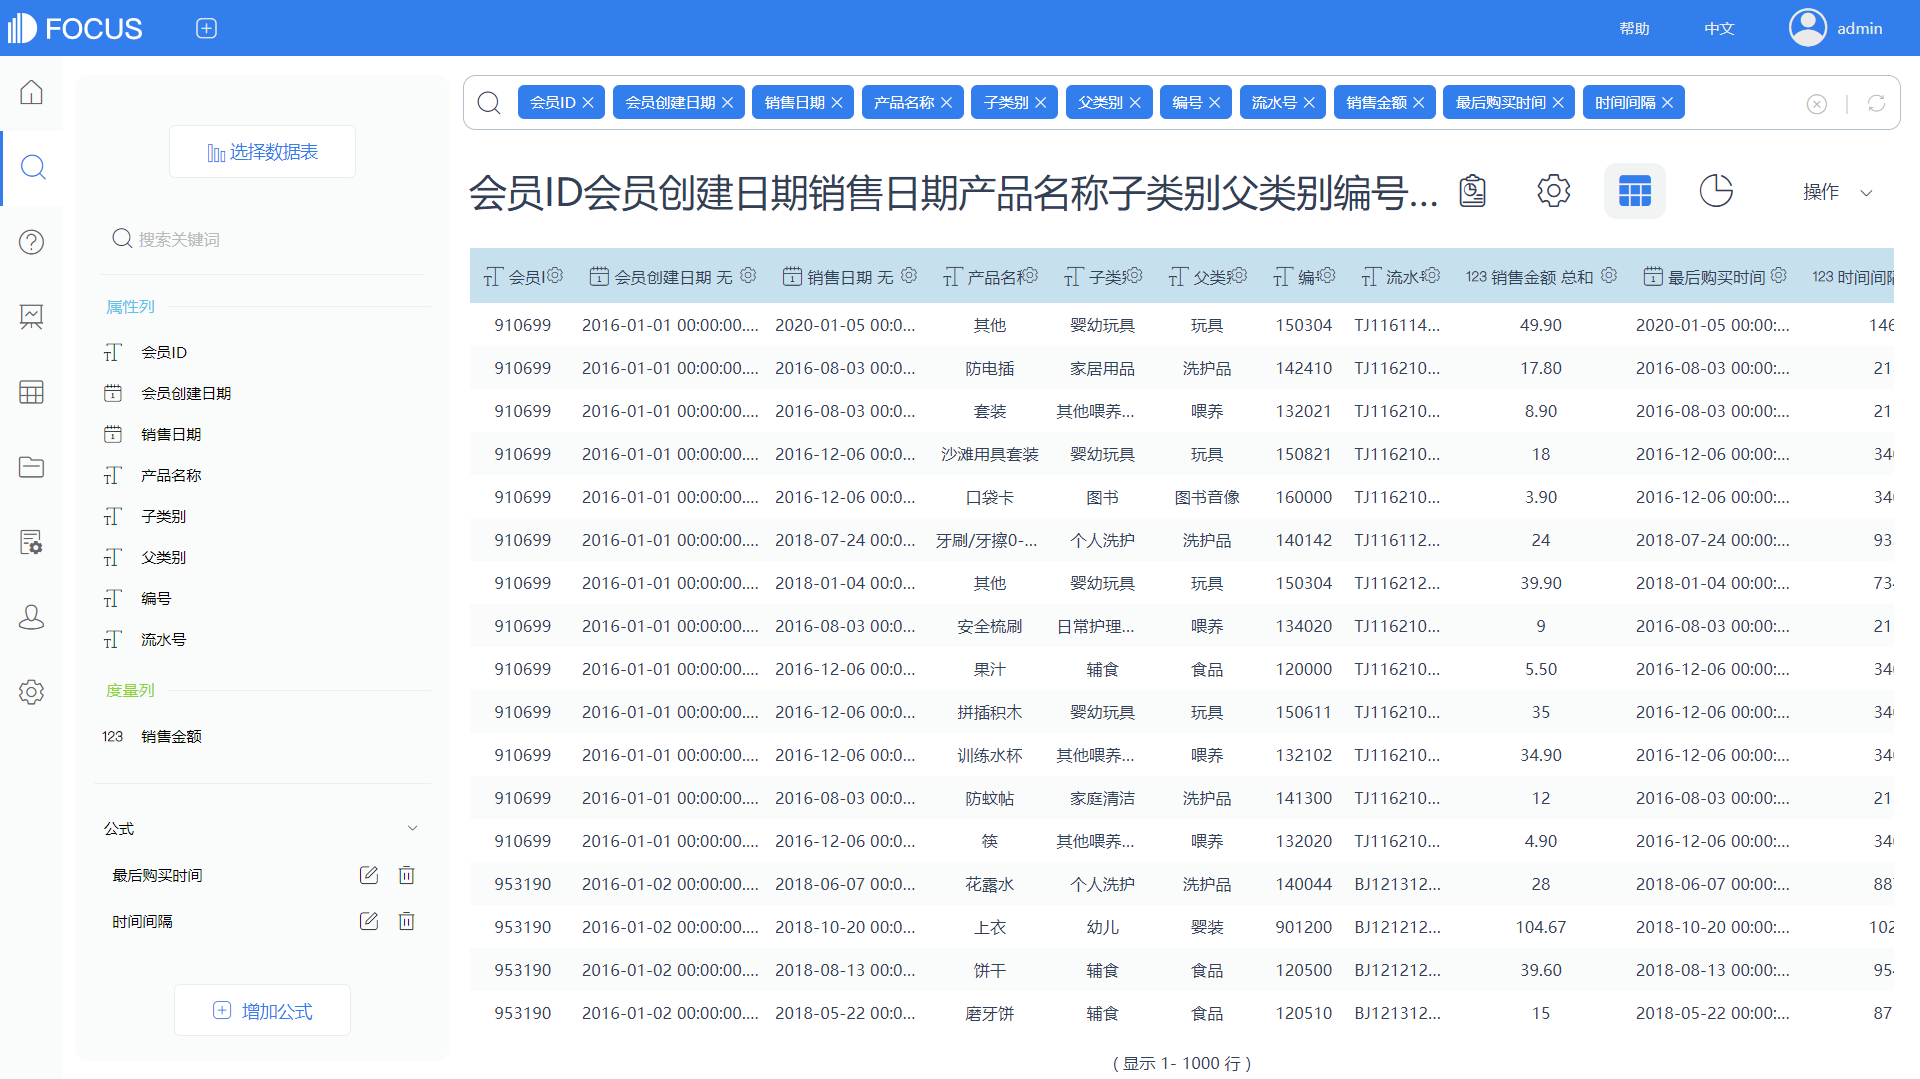 FOCUS
帮助 中文 admin
选择数据表
搜索关键词
属性列
会员ID
会员创建日期
销售日期
产品名称
子类别
父类别
编号
流水号
度量列
123 销售金额
公式
最后购买时间
时间间隔
增加公式
会员ID 会员创建日期 销售日期 产品名称 子类别 父类别 编号 流水号 销售金额 最后购买时间 时间间隔
会员ID会员创建日期销售日期产品名称子类别父类别编号... 操作
会员I 会员创建日期 无 销售日期 无 产品名 子类 父类 编 流水 123 销售金额 总和 最后购买时间 123 时间间
910699 2016-01-01 00:00:00.... 2020-01-05 00:0... 其他 婴幼玩具 玩具 150304 TJ116114... 49.90 2020-01-05 00:00:... 146
910699 2016-01-01 00:00:00.... 2016-08-03 00:0... 防电插 家居用品 洗护品 142410 TJ116210... 17.80 2016-08-03 00:00:... 21
910699 2016-01-01 00:00:00.... 2016-08-03 00:0... 套装 其他喂养... 喂养 132021 TJ116210... 8.90 2016-08-03 00:00:... 21
910699 2016-01-01 00:00:00.... 2016-12-06 00:0... 沙滩用具套装 婴幼玩具 玩具 150821 TJ116210... 18 2016-12-06 00:00:... 34
910699 2016-01-01 00:00:00.... 2016-12-06 00:0... 口袋卡 图书 图书音像 160000 TJ116210... 3.90 2016-12-06 00:00:... 34
910699 2016-01-01 00:00:00.... 2018-07-24 00:0... 牙刷/牙擦0-... 个人洗护 洗护品 140142 TJ116112... 24 2018-07-24 00:00:... 93
910699 2016-01-01 00:00:00.... 2018-01-04 00:0... 其他 婴幼玩具 玩具 150304 TJ116212... 39.90 2018-01-04 00:00:... 73
910699 2016-01-01 00:00:00.... 2016-08-03 00:0... 安全梳刷 日常护理... 喂养 134020 TJ116210... 9 2016-08-03 00:00:... 21
910699 2016-01-01 00:00:00.... 2016-12-06 00:0... 果汁 辅食 食品 120000 TJ116210... 5.50 2016-12-06 00:00:... 34
910699 2016-01-01 00:00:00.... 2016-12-06 00:0... 拼插积木 婴幼玩具 玩具 150611 TJ116210... 35 2016-12-06 00:00:... 34
910699 2016-01-01 00:00:00.... 2016-12-06 00:0... 训练水杯 其他喂养... 喂养 132102 TJ116210... 34.90 2016-12-06 00:00:... 34
910699 2016-01-01 00:00:00.... 2016-08-03 00:0... 防蚊帖 家庭清洁 洗护品 141300 TJ116210... 12 2016-08-03 00:00:... 21
910699 2016-01-01 00:00:00.... 2016-12-06 00:0... 筷 其他喂养... 喂养 132020 TJ116210... 4.90 2016-12-06 00:00:... 34
953190 2016-01-02 00:00:00.... 2018-06-07 00:0... 花露水 个人洗护 洗护品 140044 BJ121312... 28 2018-06-07 00:00:... 88
953190 2016-01-02 00:00:00.... 2018-10-20 00:0... 上衣 幼儿 婴装 901200 BJ121212... 104.67 2018-10-20 00:00:... 102
953190 2016-01-02 00:00:00.... 2018-08-13 00:0... 饼干 辅食 食品 120500 BJ121212... 39.60 2018-08-13 00:00:... 95
953190 2016-01-02 00:00:00.... 2018-05-22 00:0... 磨牙饼 辅食 食品 120510 BJ121312... 15 2018-05-22 00:00:... 87
( 显示 1- 1000 行 )